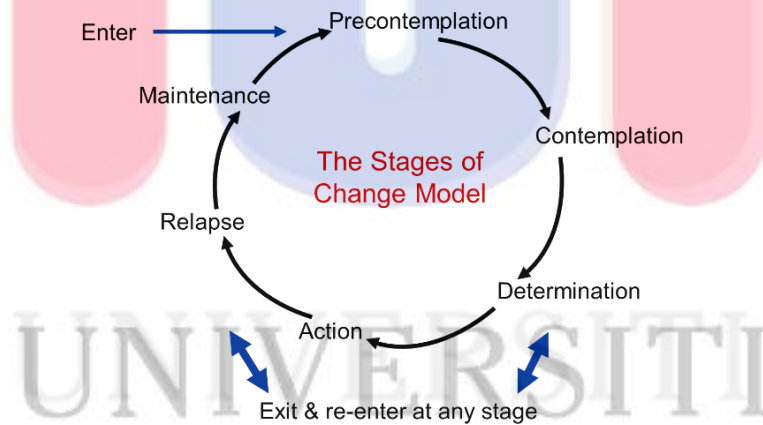 Precontemplation
Enter
Maintenance
Contemplation
The Stages of
Change Model
Relapse
Determination
Action
Exit & re-enter at any stage
UNIVERSITI